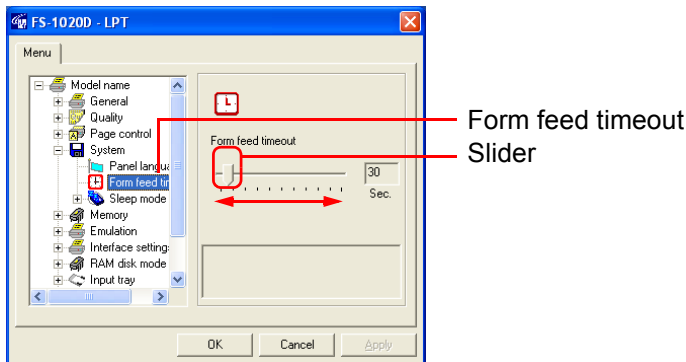 FS-1020D - LPT
Menu
Model name
General
Quality
Page control
System
Panel langua
Form feed tim
Sleep mode
Memory
Emulation
Interface setting:
RAM disk mode
Input tray
Form feed timeout
30
Sec.
OK
Cancel
Apply
Form feed timeout
Slider